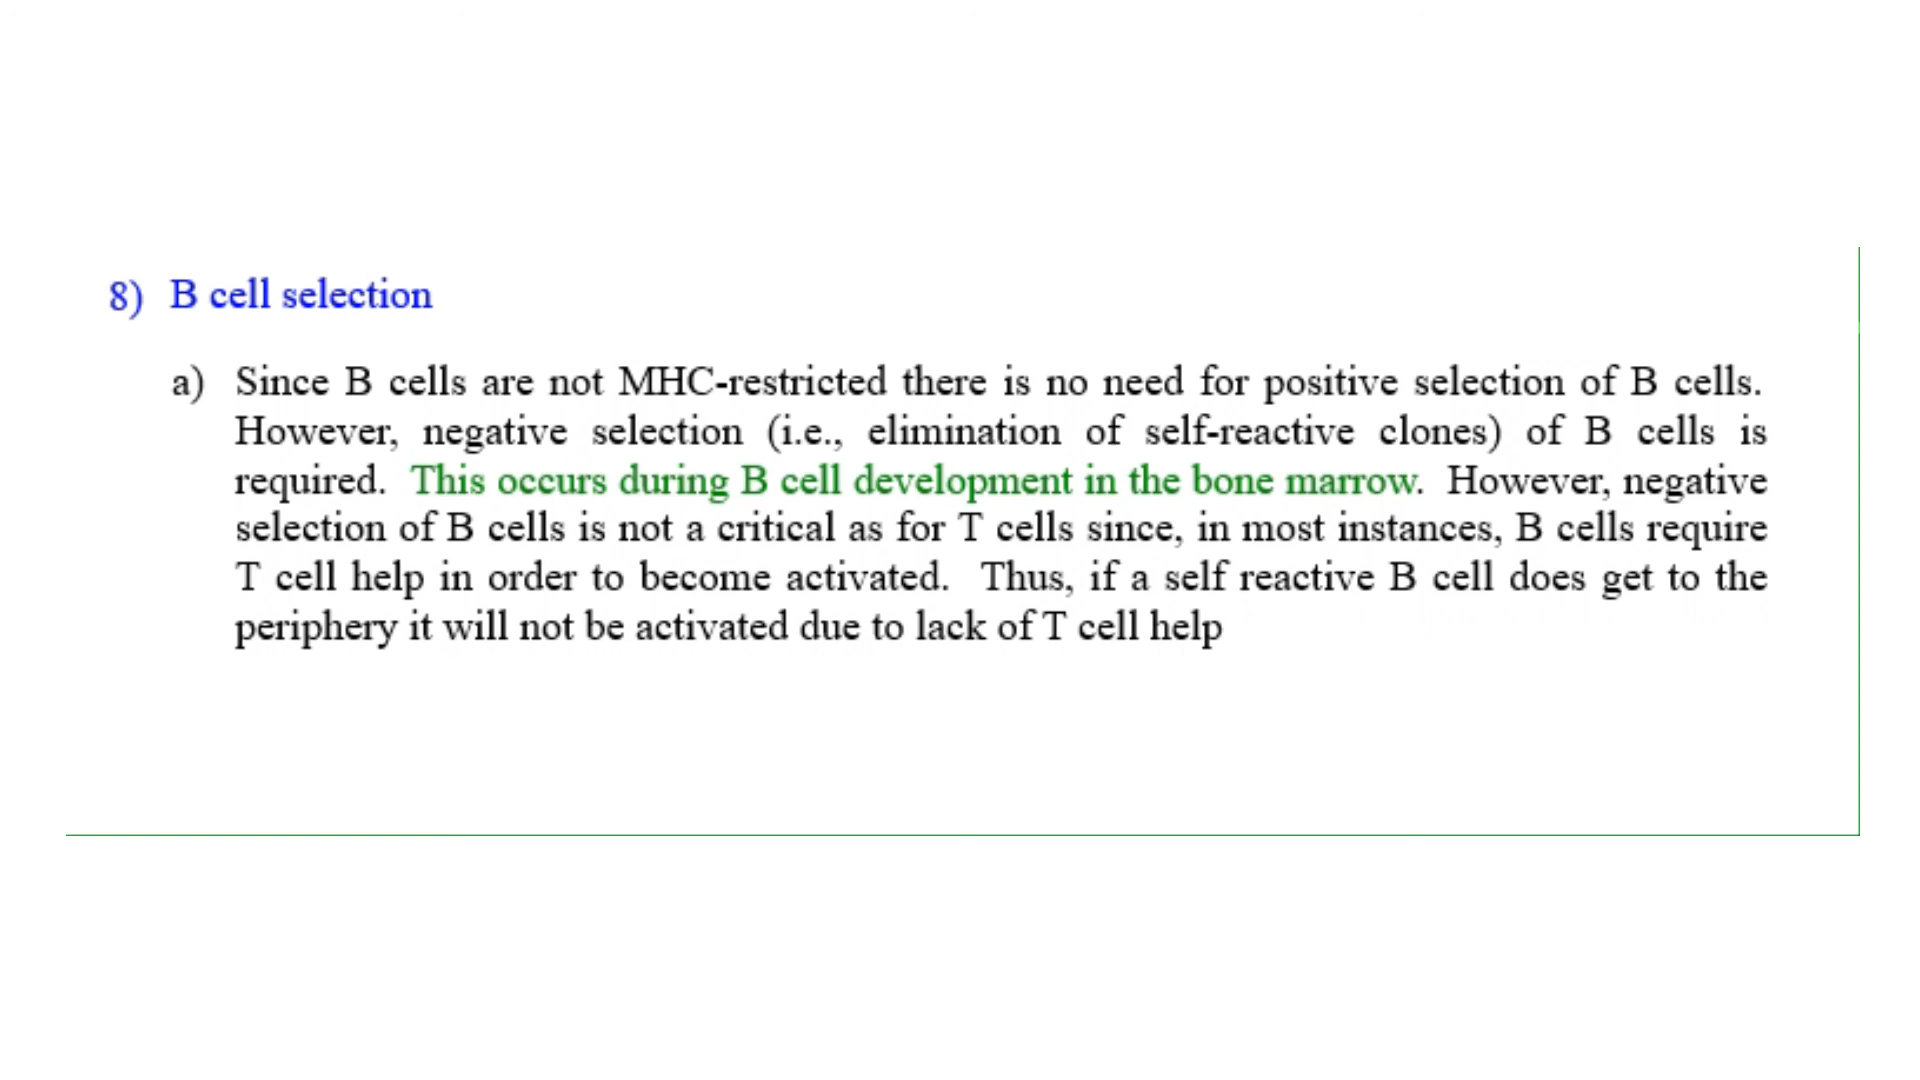 8) B cell selection
a) Since B cells are not MHC-restricted there is no need for positive selection of B cells.
However, negative selection (i.e., elimination of self-reactive clones) of B cells is
required. This occurs during B cell development in the bone marrow. However, negative
selection of B cells is not a critical as for T cells since, in most instances, B cells require
T cell help in order to become activated. Thus, if a self reactive B cell does get to the
periphery it will not be activated due to lack of T cell help